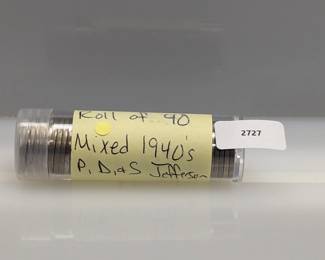 Roll of 40
Mixed 1940's
P, D, & S Jefferson
2727